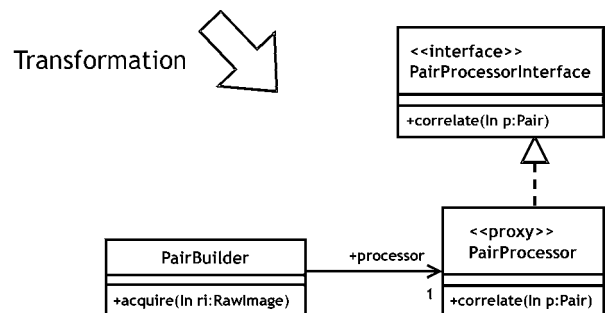 Transformation
<<interface>>
PairProcessorInterface
+correlate(In p:Pair)
<<proxy>>
PairProcessor
+correlate(In p:Pair)
PairBuilder
+acquire(In ri:RawImage)
+processor
1